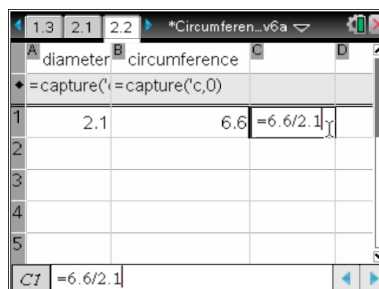 1.3 2.1 2.2 *Circumferen...v6a
A diameter B circumference C D
=capture('c =capture('c,0)
1 2.1 6.6 =6.6/2.1
2
3
4
5
C1 =6.6/2.1